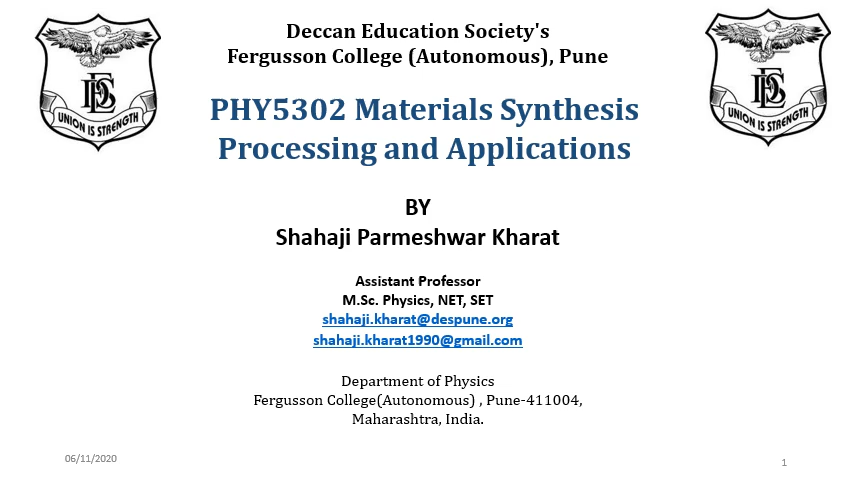 Deccan Education Society's
Fergusson College (Autonomous), Pune
DES
UNION IS STRENGTH
DES
UNION IS STRENGTH
PHY5302 Materials Synthesis
Processing and Applications
BY
Shahaji Parmeshwar Kharat
Assistant Professor
M.Sc. Physics, NET, SET
shahaji.kharat@despune.org
shahaji.kharat1990@gmail.com
Department of Physics
Fergusson College(Autonomous) , Pune-411004,
Maharashtra, India.
06/11/2020
1